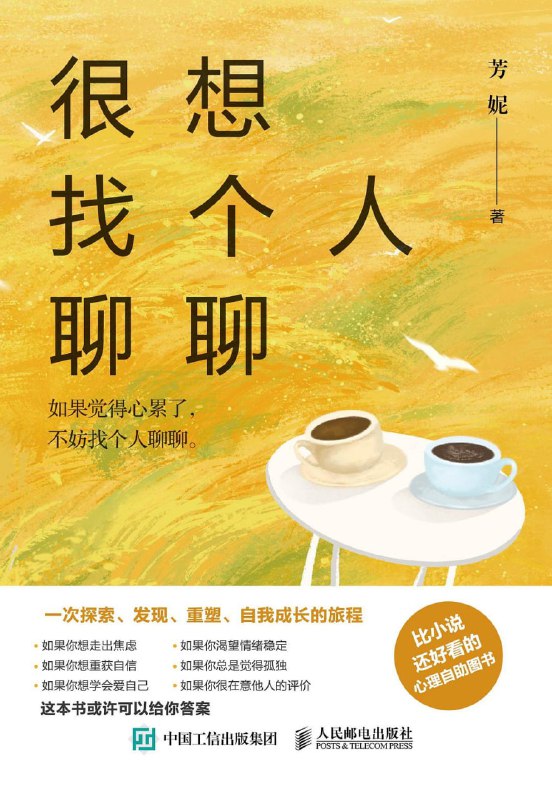 很想
找个人
聊聊
芳妮
著
如果觉得心累了，
不妨找个人聊聊。
一次探索、发现、重塑、自我成长的旅程
•如果你想走出焦虑
•如果你渴望情绪稳定
•如果你想重获自信
•如果你总是觉得孤独
•如果你想学会爱自己
•如果你很在意他人的评价
这本书或许可以给你答案
比小说
还好看的
心理自助图书
中国工信出版集团
人民邮电出版社
POSTS & TELECOM PRESS